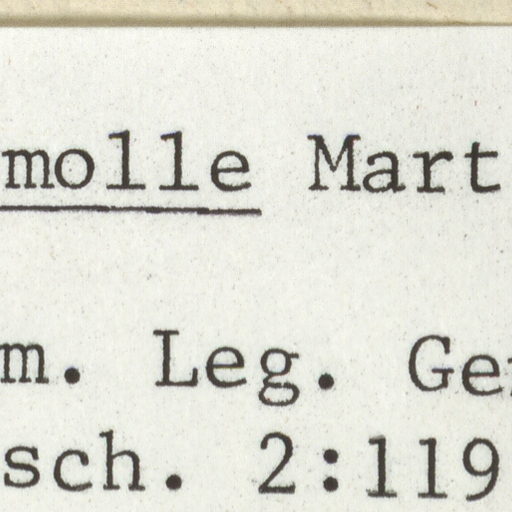 molle Mart
m. Leg. Ge
sch. 2:119